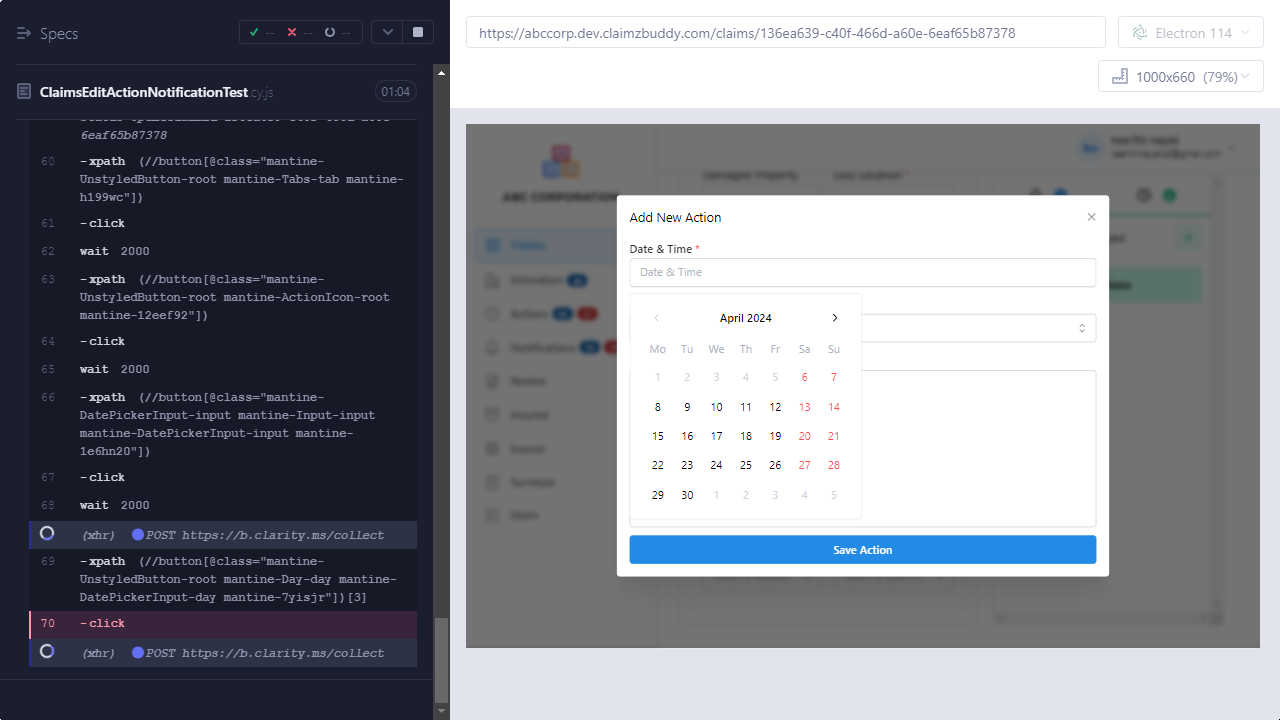 Specs
--
--
--
https://abccorp.dev.claimzbuddy.com/claims/136ea639-c40f-466d-a60e-6eaf65b87378
Electron 114
1000x660 (79%)
ClaimsEditActionNotificationTest.cy.js
01:04
6eaf65b87378
60 -xpath (//button[@class="mantine-
UnstyledButton-root mantine-Tabs-tab mantine-
h199wc"])
61 -click
62 wait 2000
63 -xpath (//button[@class="mantine-
UnstyledButton-root mantine-ActionIcon-root
mantine-12eef92"])
64 -click
65 wait 2000
66 -xpath (//button[@class="mantine-
DatePickerInput-input mantine-Input-input
mantine-DatePickerInput-input mantine-
1e6hn20"])
67 -click
68 wait 2000
(xhr) POST https://b.clarity.ms/collect
69 -xpath (//button[@class="mantine-
UnstyledButton-root mantine-Day-day mantine-
DatePickerInput-day mantine-7yisjr"])[3]
70 -click
(xhr) POST https://b.clarity.ms/collect
ABC CORPORATION
Claims
Intimation
Actions
Notifications
Review
Insured
Insurer
Surveyor
Users
Damaged Property
Loss Location *
Add New Action
Date & Time *
Date & Time
April 2024
Mo Tu We Th Fr Sa Su
1 2 3 4 5 6 7
8 9 10 11 12 13 14
15 16 17 18 19 20 21
22 23 24 25 26 27 28
29 30 1 2 3 4 5
Save Action